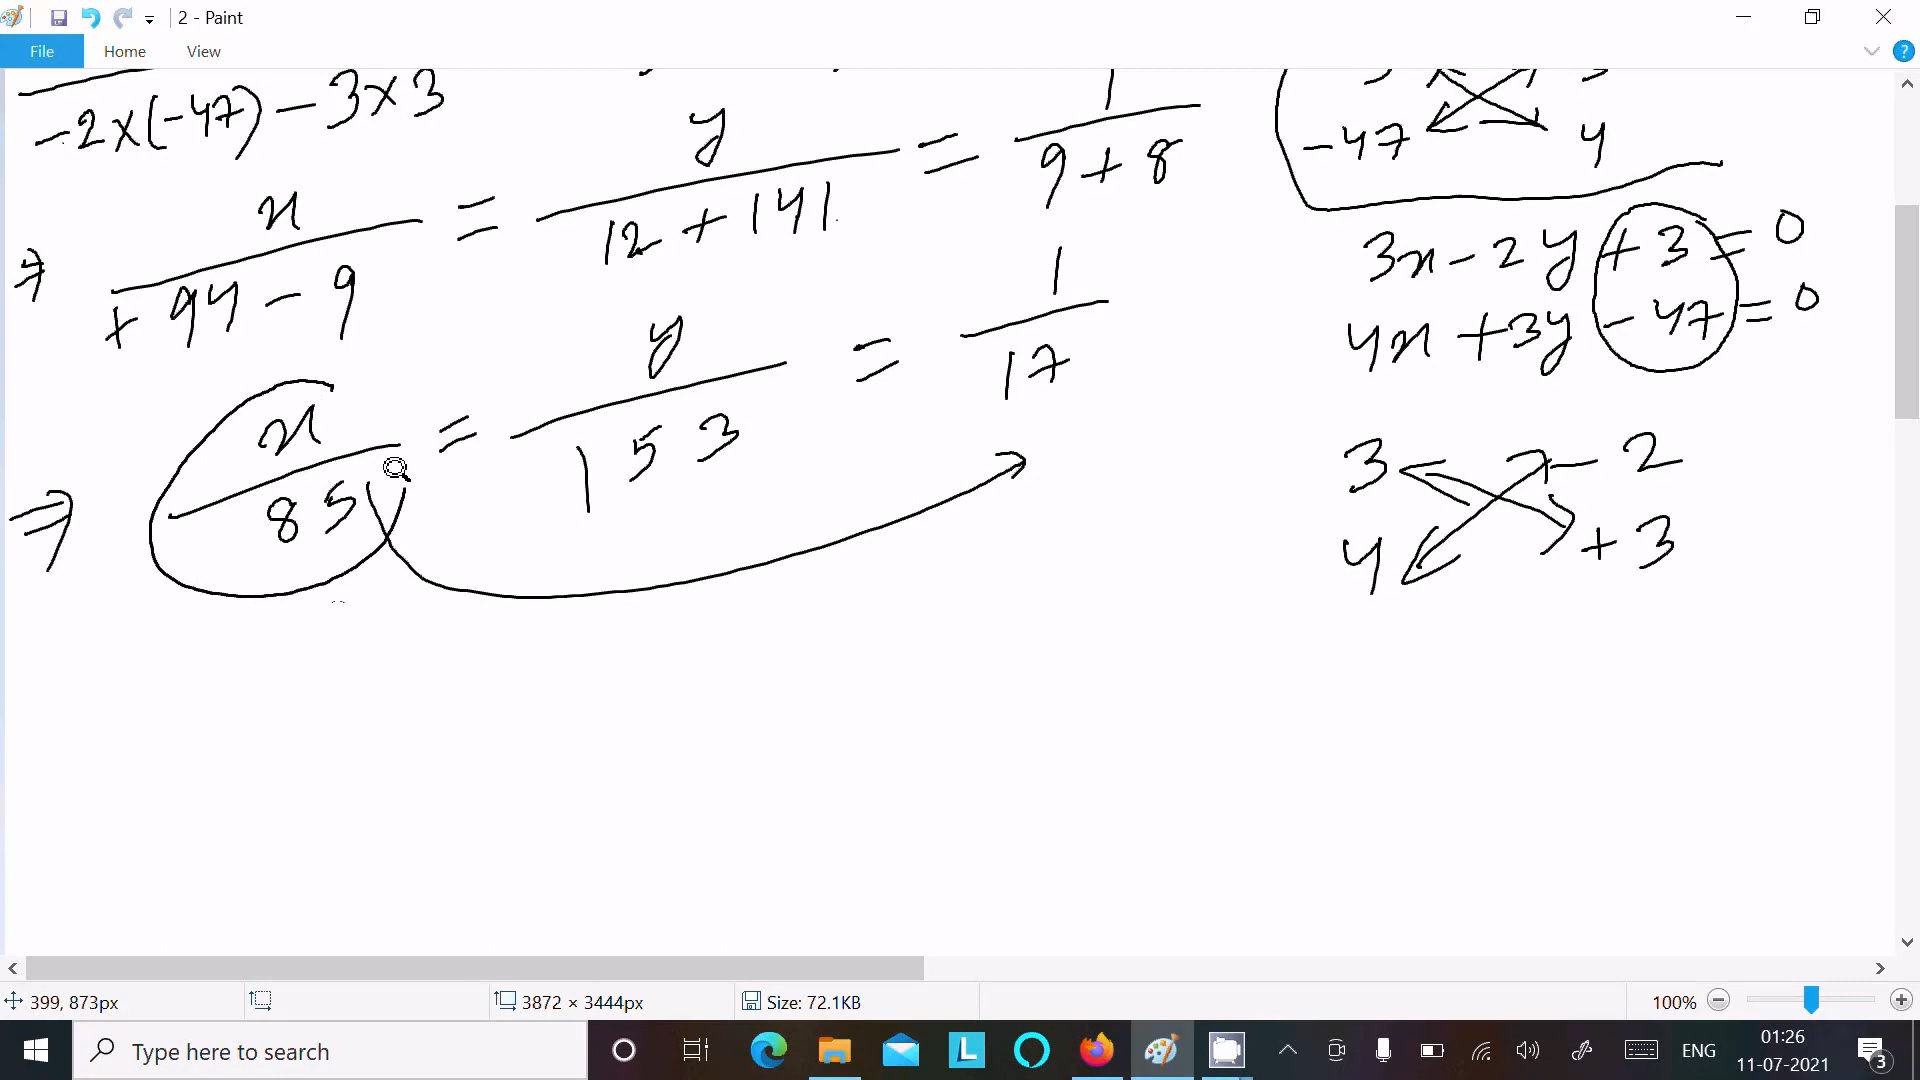 2 - Paint
File Home View
-2x(-47) - 3x3
x/(+94 - 9) = y/(12 + 141) = 1/(9 + 8)
⇒ x/85 = y/153 = 1/17
-47 4
3x - 2y + 3 = 0
4x + 3y - 47 = 0
3 - 2
4 + 3
399, 873px
3872 × 3444px
Size: 72.1KB
100%
Type here to search
L
ENG
01:26
11-07-2021
3